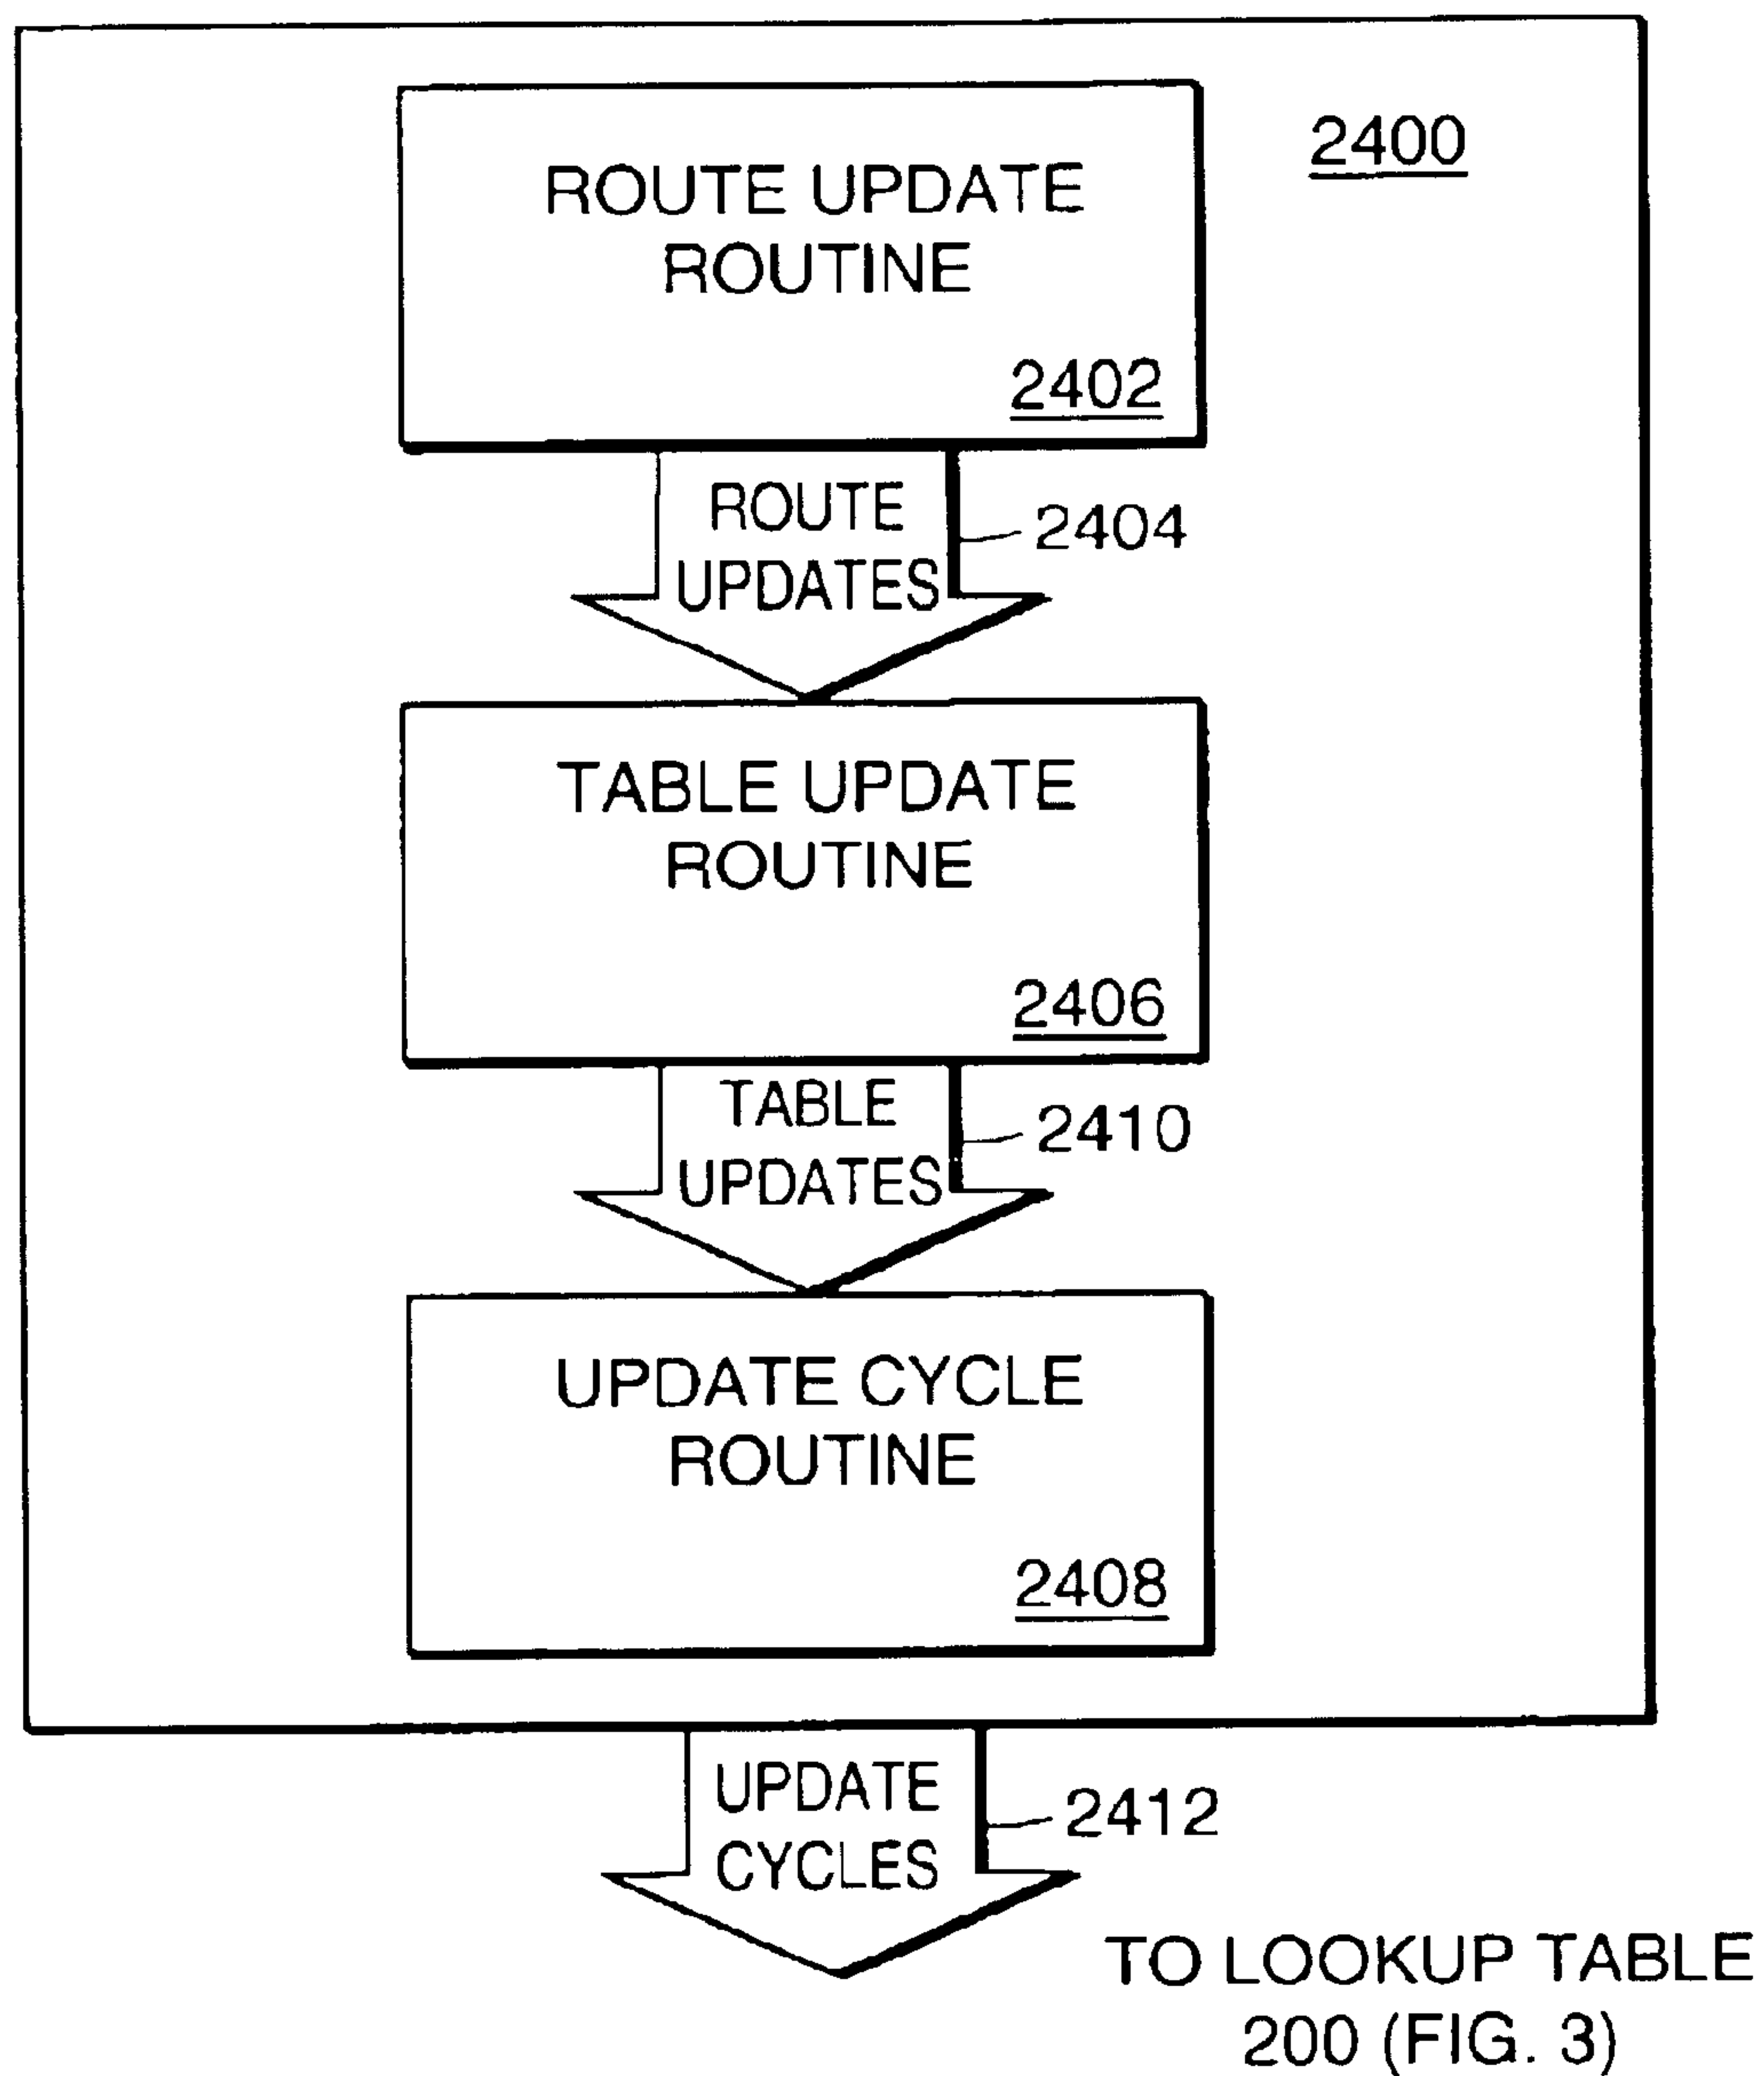 2400
ROUTE UPDATE
ROUTINE
2402
ROUTE
UPDATES
2404
TABLE UPDATE
ROUTINE
2406
TABLE
UPDATES
2410
UPDATE CYCLE
ROUTINE
2408
UPDATE
CYCLES
2412
TO LOOKUP TABLE
200 (FIG. 3)